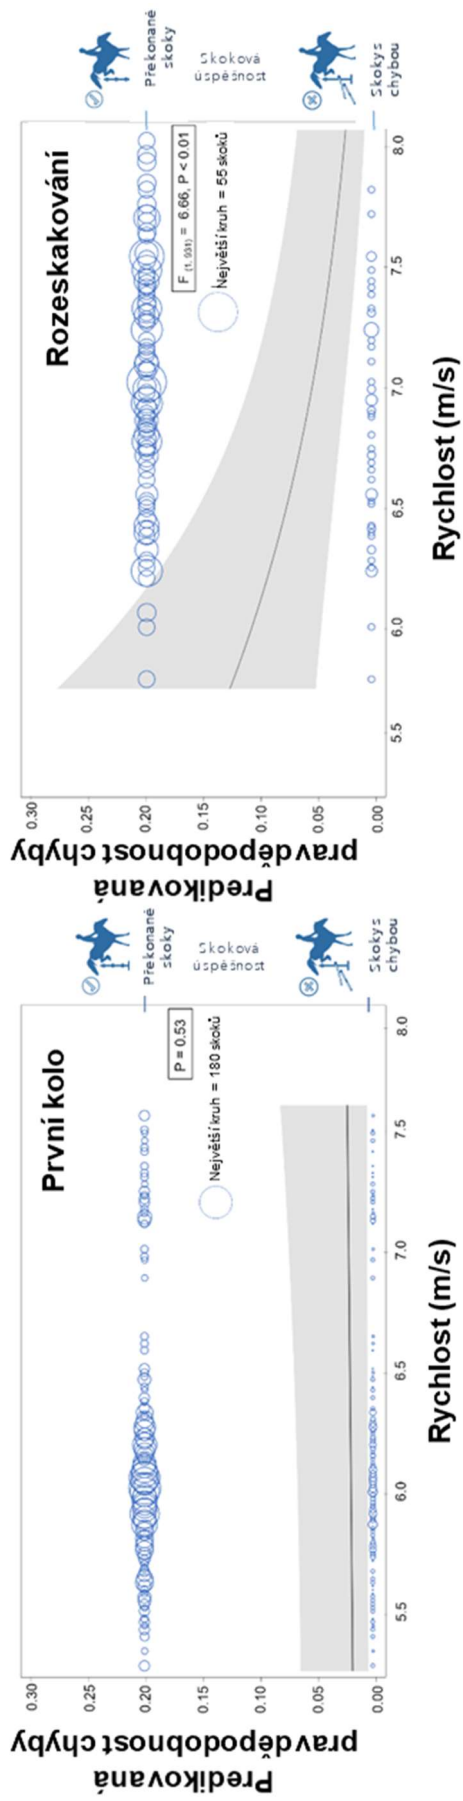 První kolo
Predikovaná
pravděpodobnost chyby
0.30
0.25
0.20
0.15
0.10
0.05
0.00
5.5
6.0
6.5
7.0
7.5
8.0
Rychlost (m/s)
P = 0.53
Největší kruh = 180 skoků
Překonané
skoky
Skoková
úspěšnost
Skoky s
chybou
Rozeskakování
Predikovaná
pravděpodobnost chyby
0.30
0.25
0.20
0.15
0.10
0.05
0.00
5.5
6.0
6.5
7.0
7.5
8.0
Rychlost (m/s)
F (1, 931) = 6.66, P < 0.01
Největší kruh = 55 skoků
Překonané
skoky
Skoková
úspěšnost
Skoky s
chybou